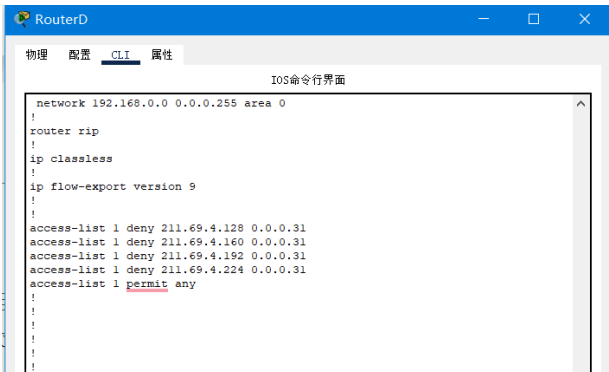 RouterD
物理 配置 CLI 属性
IOS命令行界面
network 192.168.0.0 0.0.0.255 area 0
!
router rip
!
ip classless
!
ip flow-export version 9
!
!
access-list 1 deny 211.69.4.128 0.0.0.31
access-list 1 deny 211.69.4.160 0.0.0.31
access-list 1 deny 211.69.4.192 0.0.0.31
access-list 1 deny 211.69.4.224 0.0.0.31
access-list 1 permit any
!
!
!
!
!
!